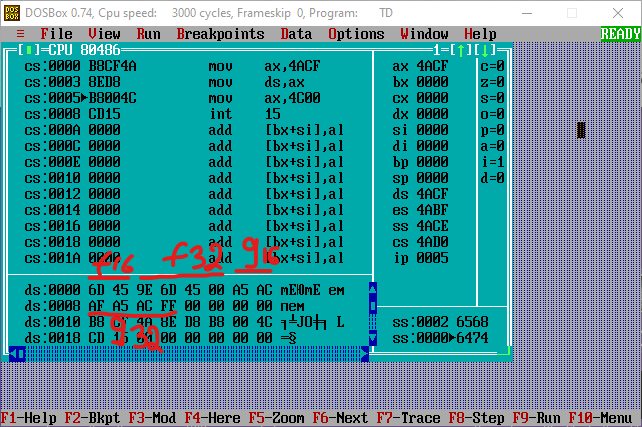 DOSBox 0.74, Cpu speed: 3000 cycles, Frameskip 0, Program: TD
≡ File View Run Breakpoints Data Options Window Help READY
[■]=CPU 80486 1=[↑][↓]
cs:0000 B8CF4A mov ax,4ACF ax 4ACF c=0
cs:0003 8ED8 mov ds,ax bx 0000 z=0
cs:0005►B8004C mov ax,4C00 cx 0000 s=0
cs:0008 CD15 int 15 dx 0000 o=0
cs:000A 0000 add [bx+si],al si 0000 p=0
cs:000C 0000 add [bx+si],al di 0000 a=0
cs:000E 0000 add [bx+si],al bp 0000 i=1
cs:0010 0000 add [bx+si],al sp 0000 d=0
cs:0012 0000 add [bx+si],al ds 4ACF
cs:0014 0000 add [bx+si],al es 4ABF
cs:0016 0000 add [bx+si],al ss 4ACE
cs:0018 0000 add [bx+si],al cs 4AD0
cs:001A 0000 add [bx+si],al ip 0005
f16 f32 g16
ds:0000 6D 45 9E 6D 45 00 A5 AC mEЮmE ем
ds:0008 AF A5 AC FF 00 00 00 00 пем
g32
ds:0010 B8 4A 8E D8 B8 00 4C ╕╧JО╪╕ L ss:0002 6568
ds:0018 CD 00 00 00 00 00 ═§ ss:0000►6474
F1-Help F2-Bkpt F3-Mod F4-Here F5-Zoom F6-Next F7-Trace F8-Step F9-Run F10-Menu